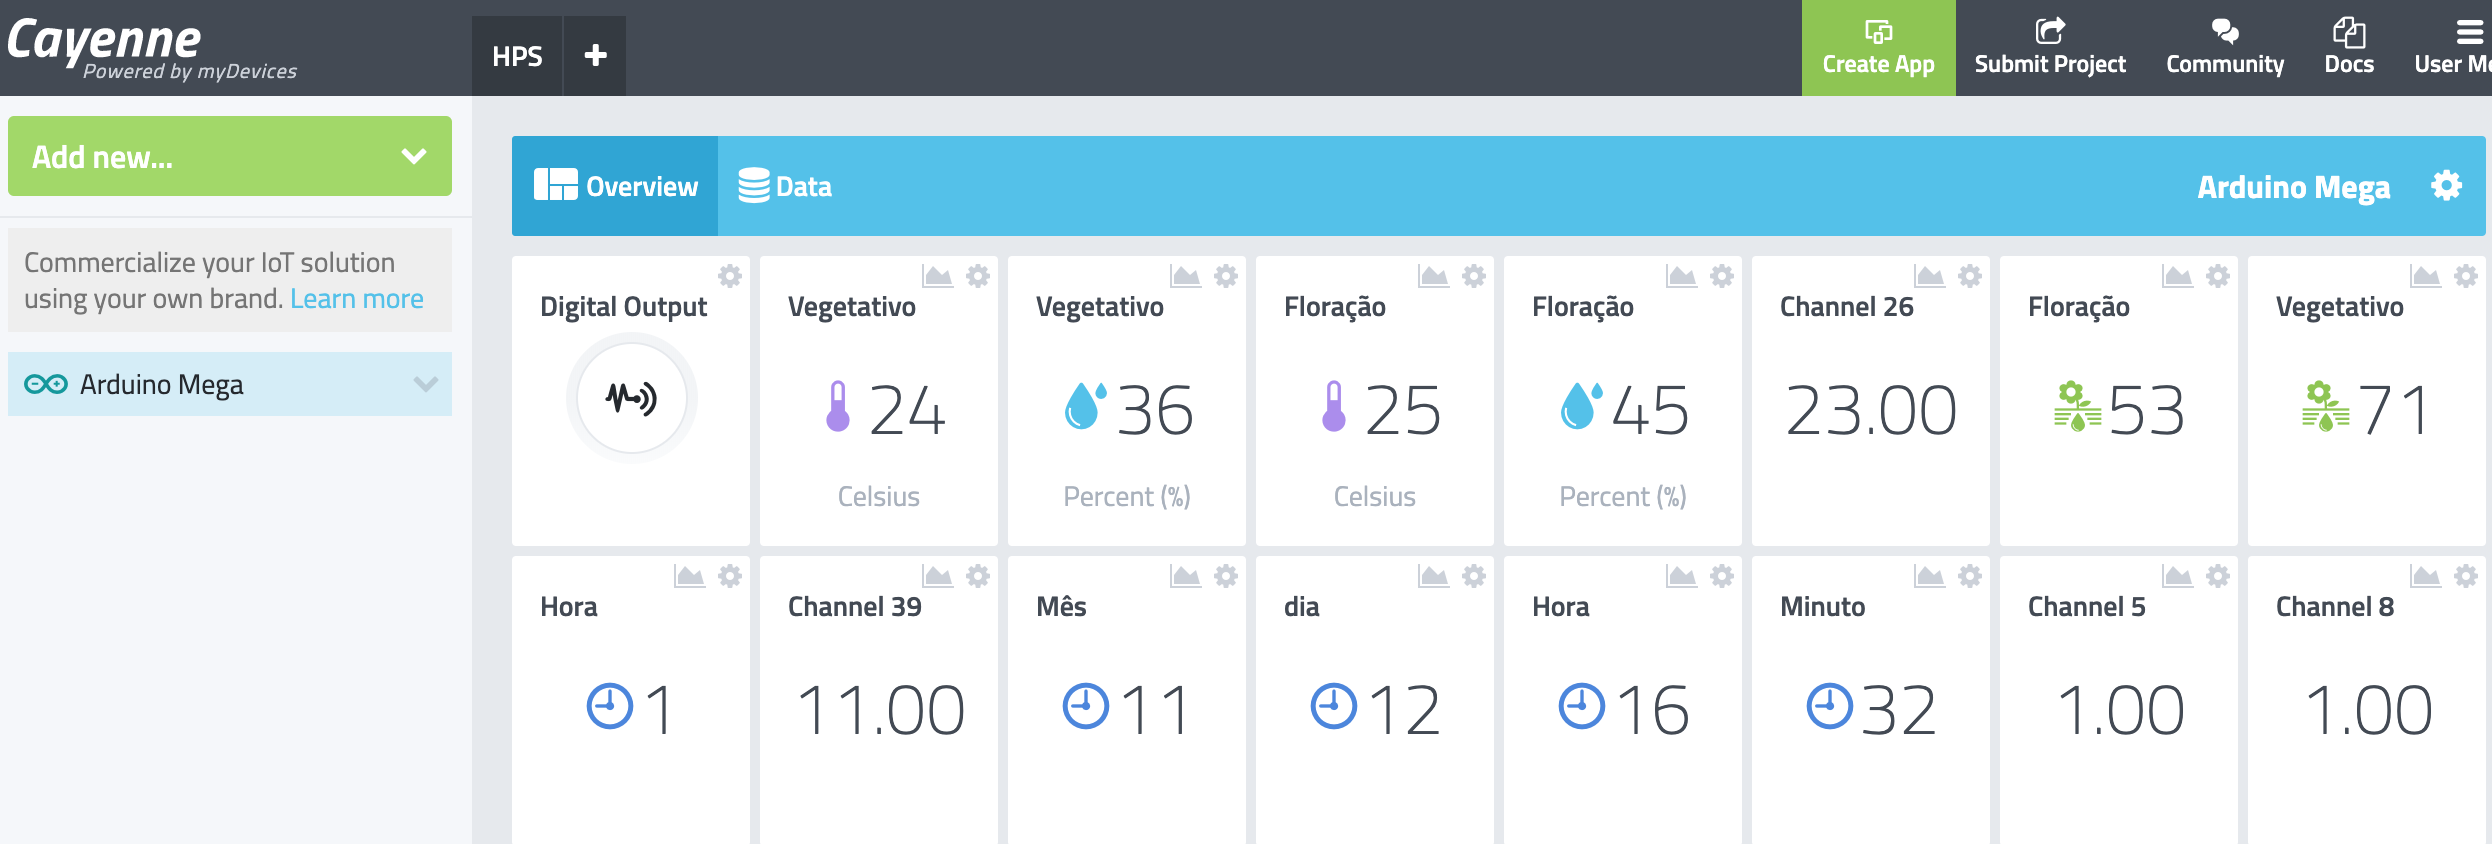 Cayenne
Powered by myDevices
HPS
Create App
Submit Project
Community
Docs
User Me
Add new...
Commercialize your IoT solution
using your own brand. Learn more
Arduino Mega
Overview
Data
Arduino Mega
Digital Output
Vegetativo
24
Celsius
Vegetativo
36
Percent (%)
Floração
25
Celsius
Floração
45
Percent (%)
Channel 26
23.00
Floração
53
Vegetativo
71
Hora
1
Channel 39
11.00
Mês
11
dia
12
Hora
16
Minuto
32
Channel 5
1.00
Channel 8
1.00